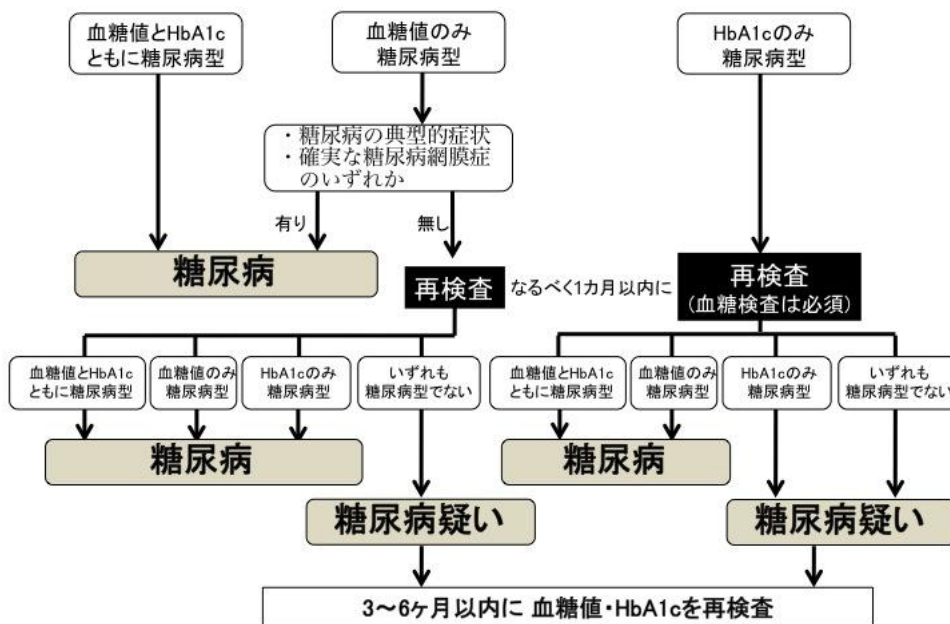 血糖値とHbA1c
ともに糖尿病型
血糖値のみ
糖尿病型
HbA1cのみ
糖尿病型
・糖尿病の典型的症状
・確実な糖尿病網膜症
のいずれか
有り
無し
糖尿病
再検査
なるべく1カ月以内に
再検査
(血糖検査は必須)
血糖値とHbA1c
ともに糖尿病型
血糖値のみ
糖尿病型
HbA1cのみ
糖尿病型
いずれも
糖尿病型でない
血糖値とHbA1c
ともに糖尿病型
血糖値のみ
糖尿病型
HbA1cのみ
糖尿病型
いずれも
糖尿病型でない
糖尿病
糖尿病
糖尿病疑い
糖尿病疑い
3～6ヶ月以内に 血糖値・HbA1cを再検査